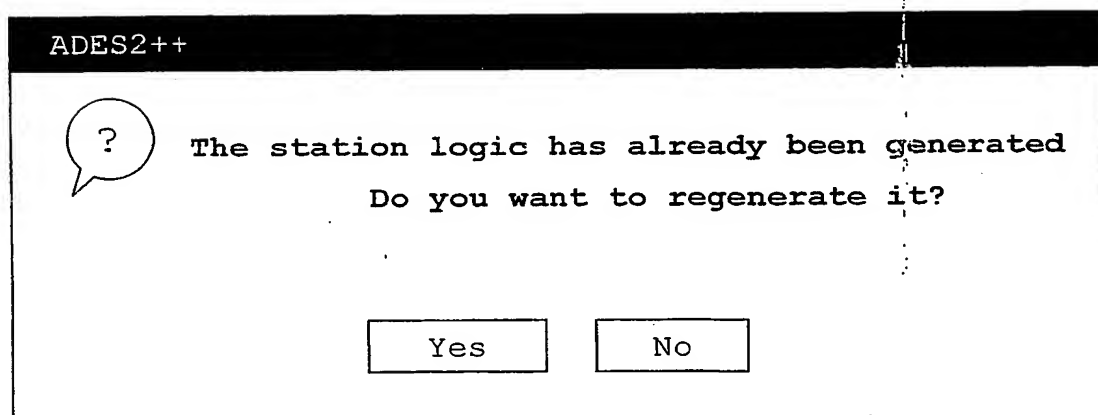 ADES2++
?
The station logic has already been generated
Do you want to regenerate it?
Yes No